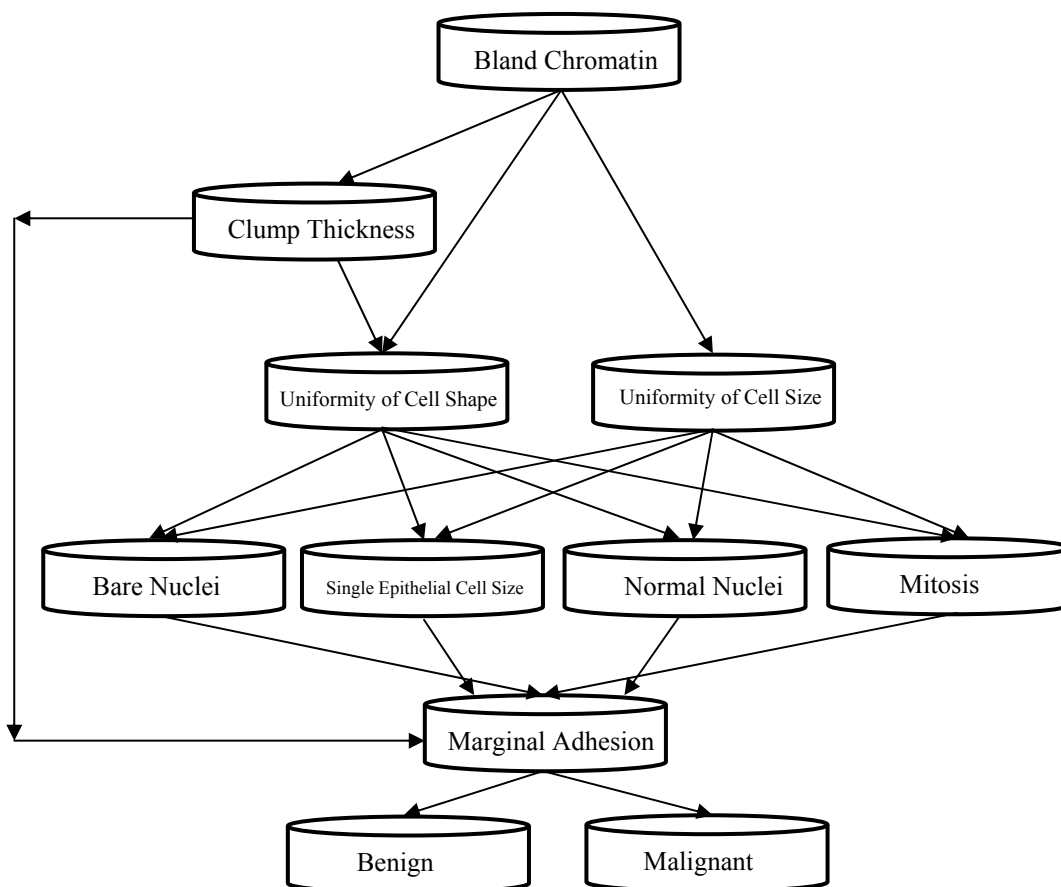 Bland Chromatin
Clump Thickness
Uniformity of Cell Shape
Uniformity of Cell Size
Bare Nuclei
Single Epithelial Cell Size
Normal Nuclei
Mitosis
Marginal Adhesion
Benign
Malignant